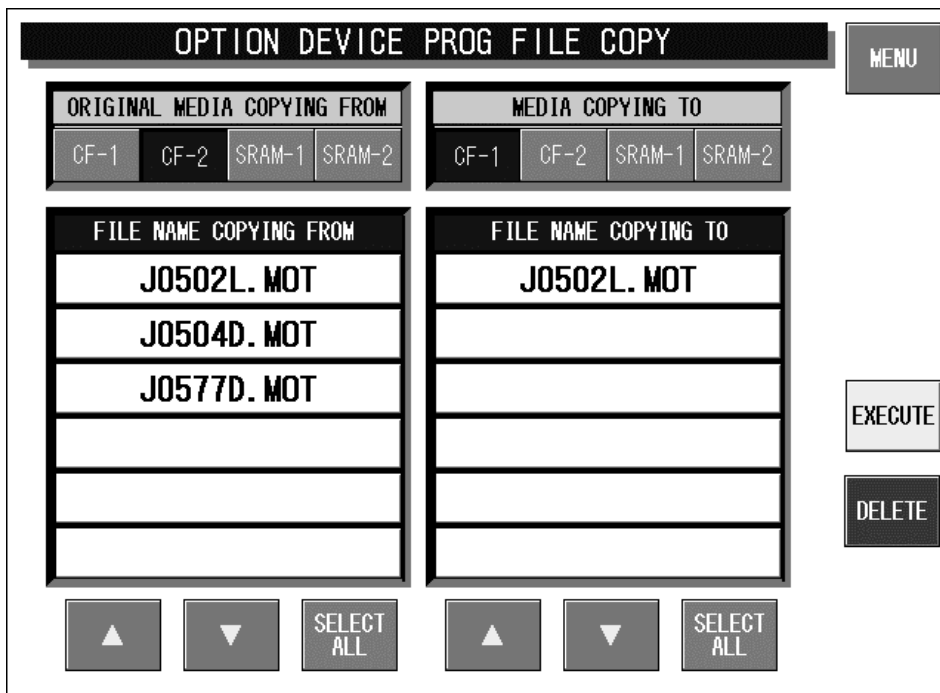 OPTION DEVICE PROG FILE COPY
MENU
ORIGINAL MEDIA COPYING FROM
CF-1 CF-2 SRAM-1 SRAM-2
MEDIA COPYING TO
CF-1 CF-2 SRAM-1 SRAM-2
FILE NAME COPYING FROM
J0502L.MOT
J0504D.MOT
J0577D.MOT
FILE NAME COPYING TO
J0502L.MOT
EXECUTE
DELETE
▲ ▼ SELECT
ALL
▲ ▼ SELECT
ALL